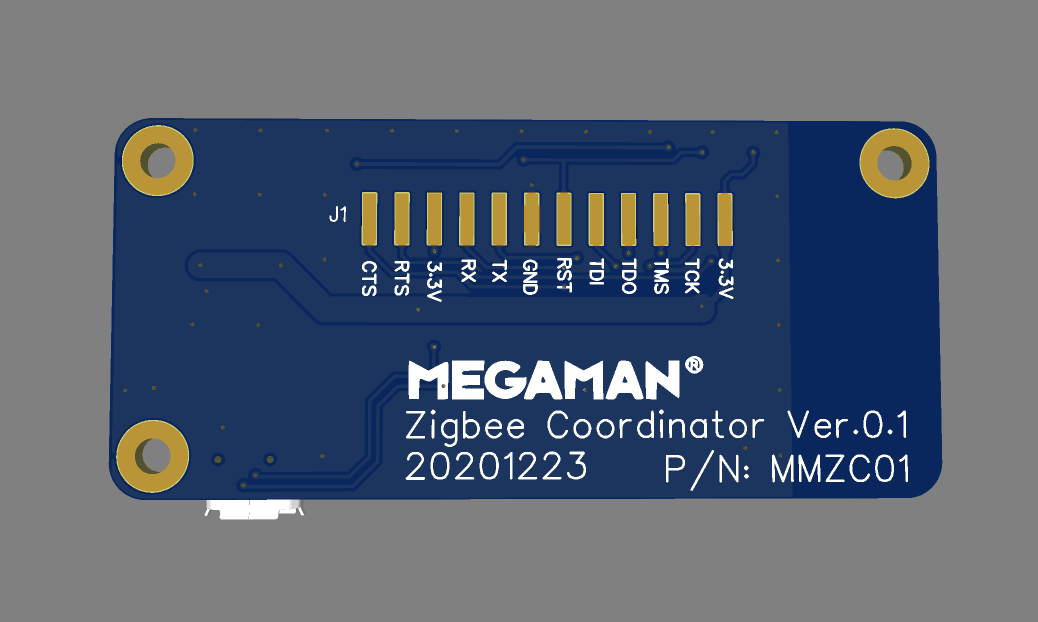 J1
CTS RTS 3.3V RX TX GND RST TDI TDO TMS TCK 3.3V
MEGAMAN®
Zigbee Coordinator Ver.0.1
20201223 P/N: MMZC01